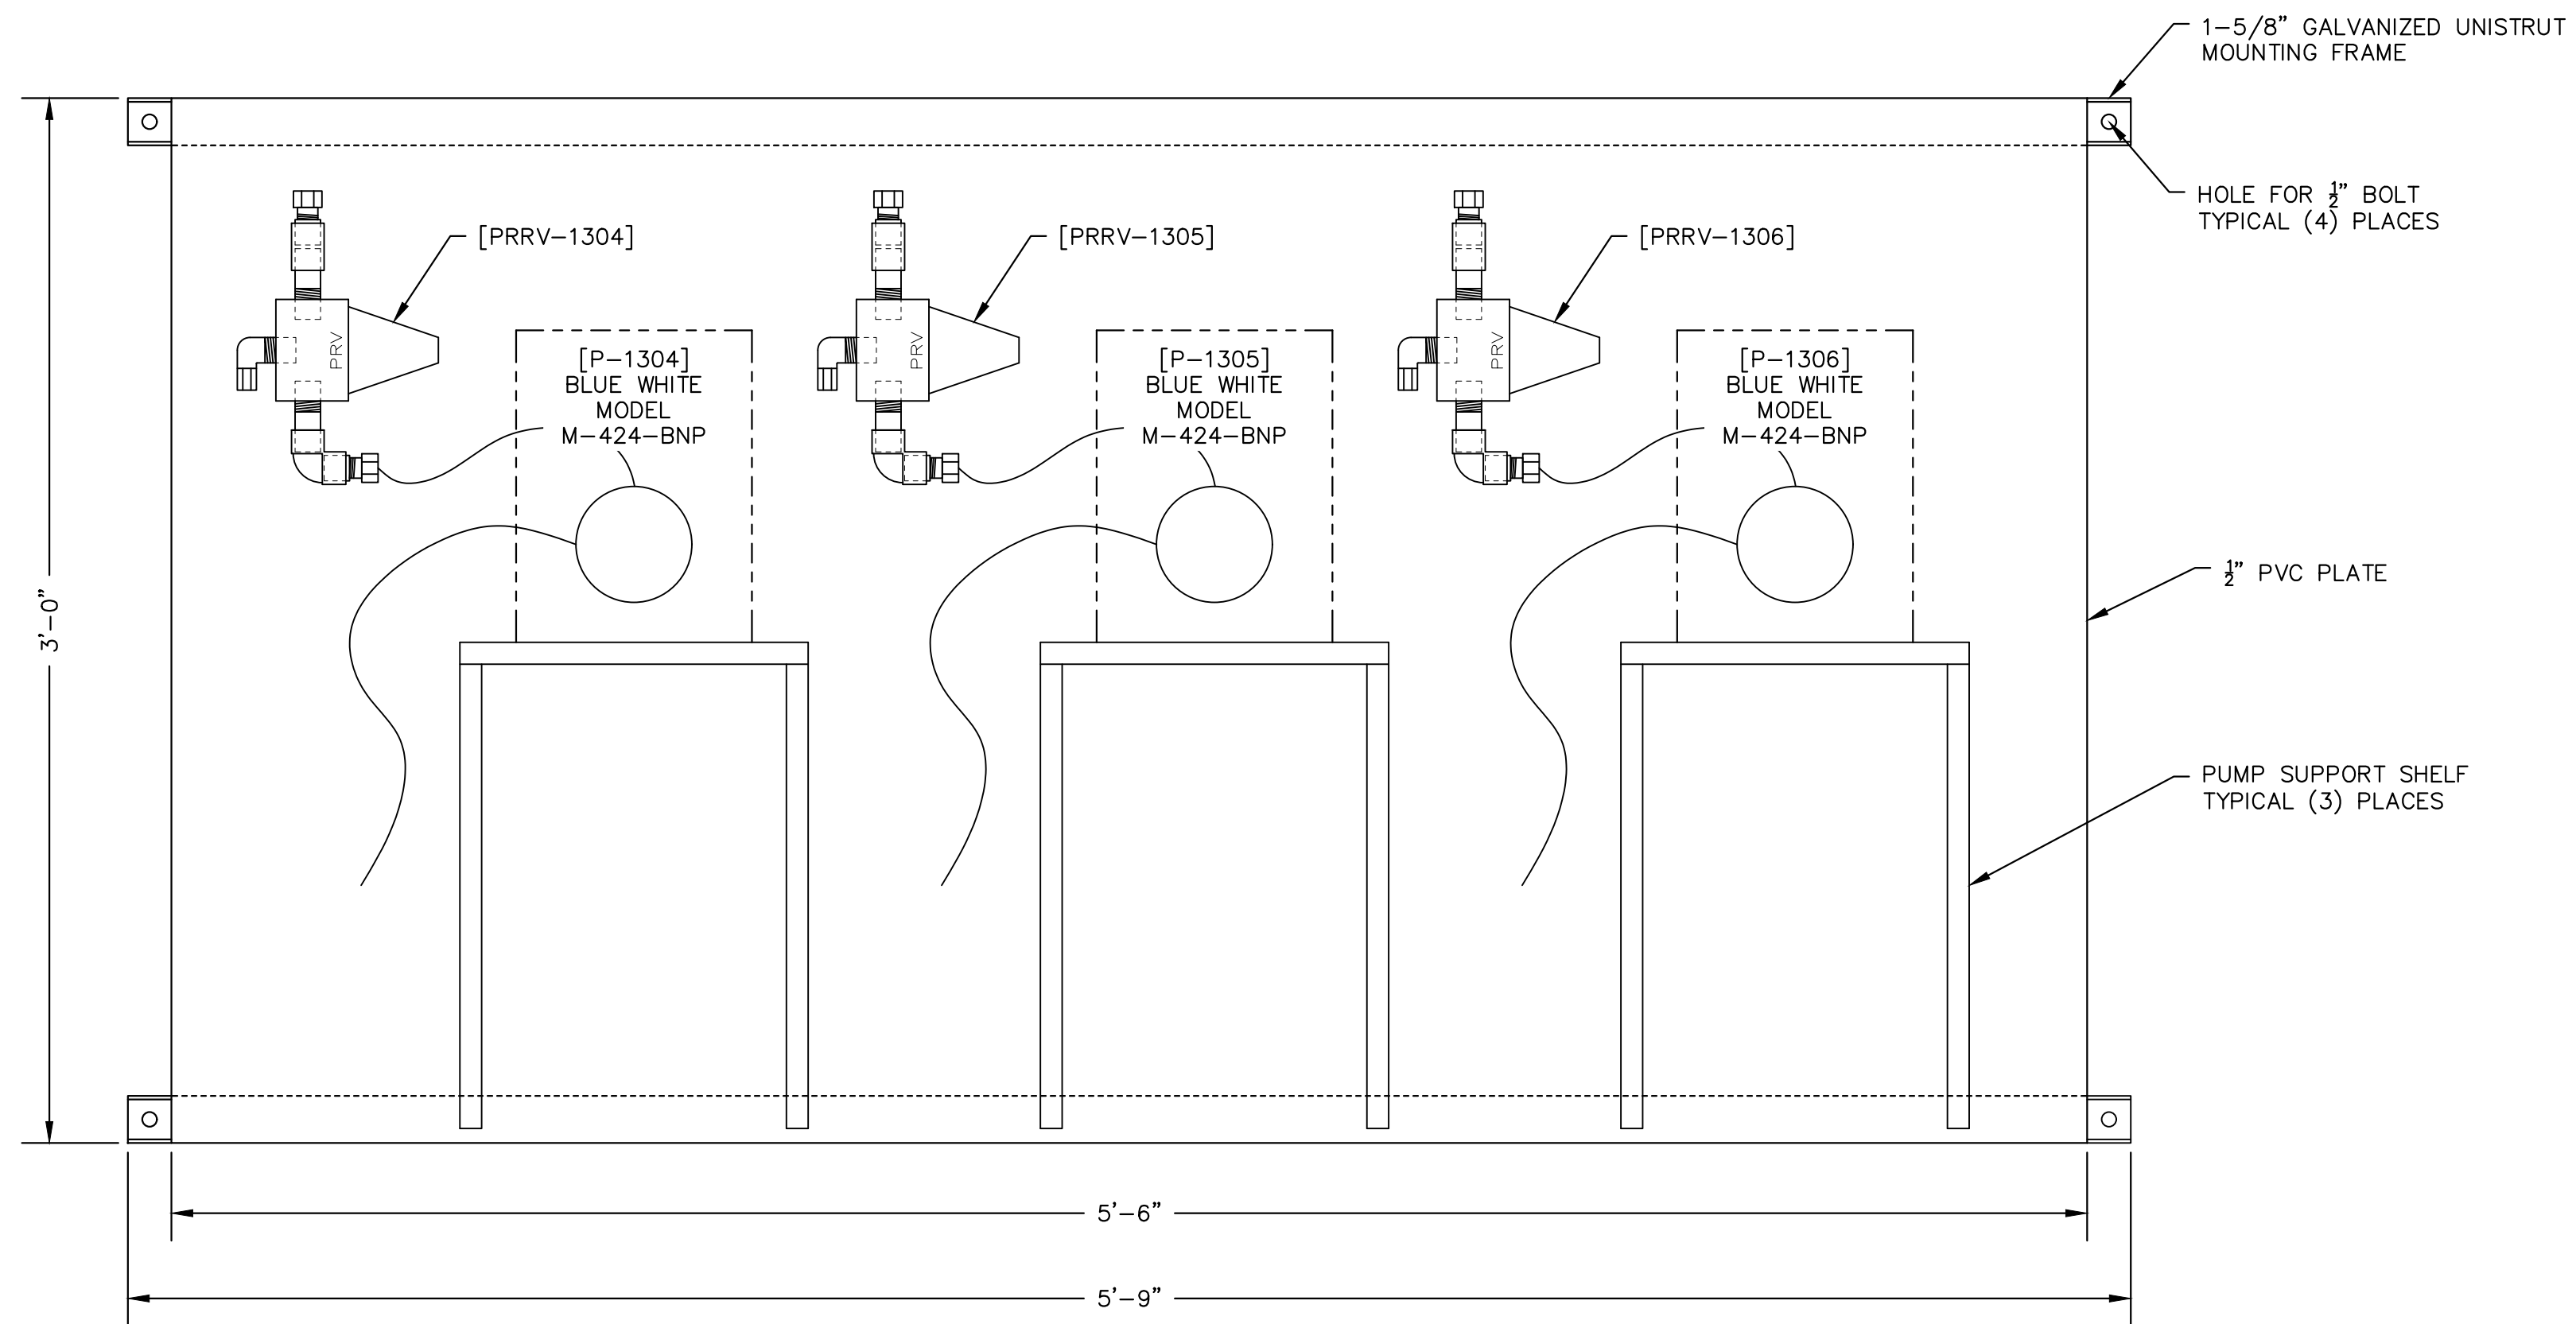 1-5/8" GALVANIZED UNISTRUT
MOUNTING FRAME
HOLE FOR ½" BOLT
TYPICAL (4) PLACES
[PRRV-1304]
[PRRV-1305]
[PRRV-1306]
PRV
PRV
PRV
[P-1304]
BLUE WHITE
MODEL
M-424-BNP
[P-1305]
BLUE WHITE
MODEL
M-424-BNP
[P-1306]
BLUE WHITE
MODEL
M-424-BNP
½" PVC PLATE
3'-0"
PUMP SUPPORT SHELF
TYPICAL (3) PLACES
5'-6"
5'-9"